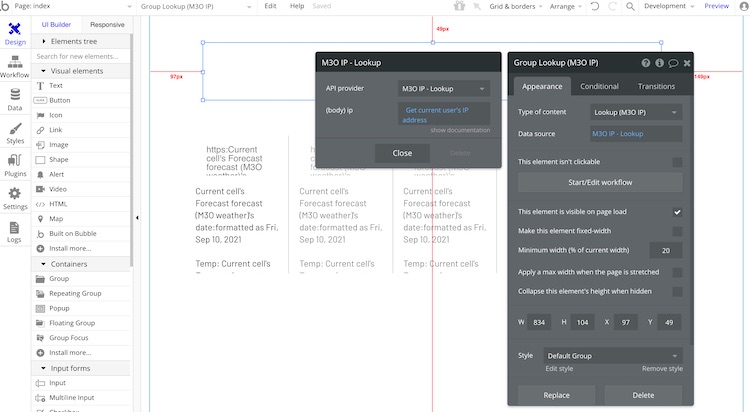 Page: index
Group Lookup (M3O IP)
Edit
Help
Saved
Grid & borders
Arrange
Development
Preview
Design
Workflow
Data
Styles
Plugins
Settings
Logs
UI Builder
Responsive
Elements tree
Search for new elements...
Visual elements
Text
Button
Icon
Link
Image
Shape
Alert
Video
HTML
Map
Built on Bubble
Install more...
Containers
Group
Repeating Group
Popup
Floating Group
Group Focus
Install more...
Input forms
Input
Multiline Input
Checkbox
49px
97px
149px
https:Current
cell's Forecast
forecast (M3O
weather)'s
Current cell's
Forecast forecast
(M3O weather)'s
date:formatted as Fri,
Sep 10, 2021
Temp: Current cell's
Forecast forecast
Current cell's
Forecast forecast
(M3O weather)'s
date:formatted as Fri,
Sep 10, 2021
Temp: Current cell's
Forecast forecast
Current cell's
Forecast forecast
(M3O weather)'s
date:formatted as Fri,
Sep 10, 2021
Temp: Current cell's
Forecast forecast
M3O IP - Lookup
API provider
M3O IP - Lookup
(body) ip
Get current user's IP
address
show documentation
Close
Delete
Group Lookup (M3O IP)
Appearance
Conditional
Transitions
Type of content
Lookup (M3O IP)
Data source
M3O IP - Lookup
This element isn't clickable
Start/Edit workflow
This element is visible on page load
Make this element fixed-width
Minimum width (% of current width)
20
Apply a max width when the page is stretched
Collapse this element's height when hidden
W
834
H
104
X
97
Y
49
Style
Default Group
Edit style
Remove style
Replace
Delete